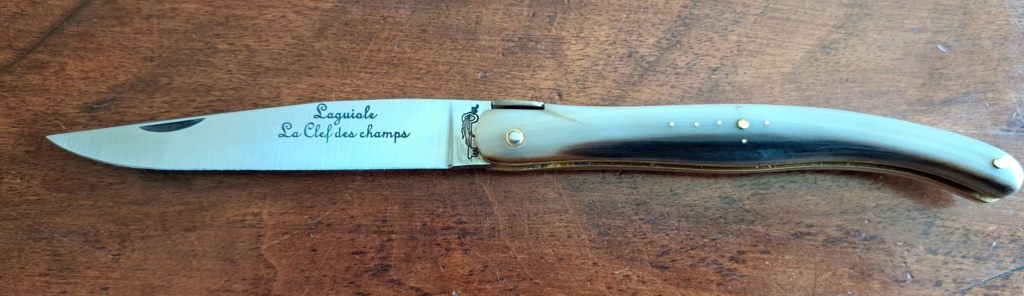 Laguiole
La Clef des champs